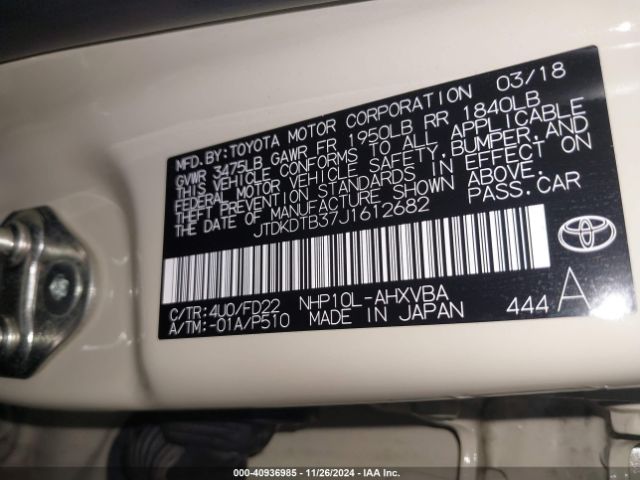 MFD.BY:TOYOTA MOTOR CORPORATION 03/18
GVWR 3475LB GAWR FR 1950LB RR 1840LB
THIS VEHICLE CONFORMS TO ALL APPLICABLE
FEDERAL MOTOR VEHICLE SAFETY,BUMPER,AND
THEFT PREVENTION STANDARDS IN EFFECT ON
THE DATE OF MANUFACTURE SHOWN ABOVE.
JTDKDTB37J1612682 PASS.CAR
C/TR:4U0/FD22 NHP10L-AHXVBA
A/TM:-01A/P510 MADE IN JAPAN 444 A
000-40936985 - 11/26/2024 - IAA Inc.